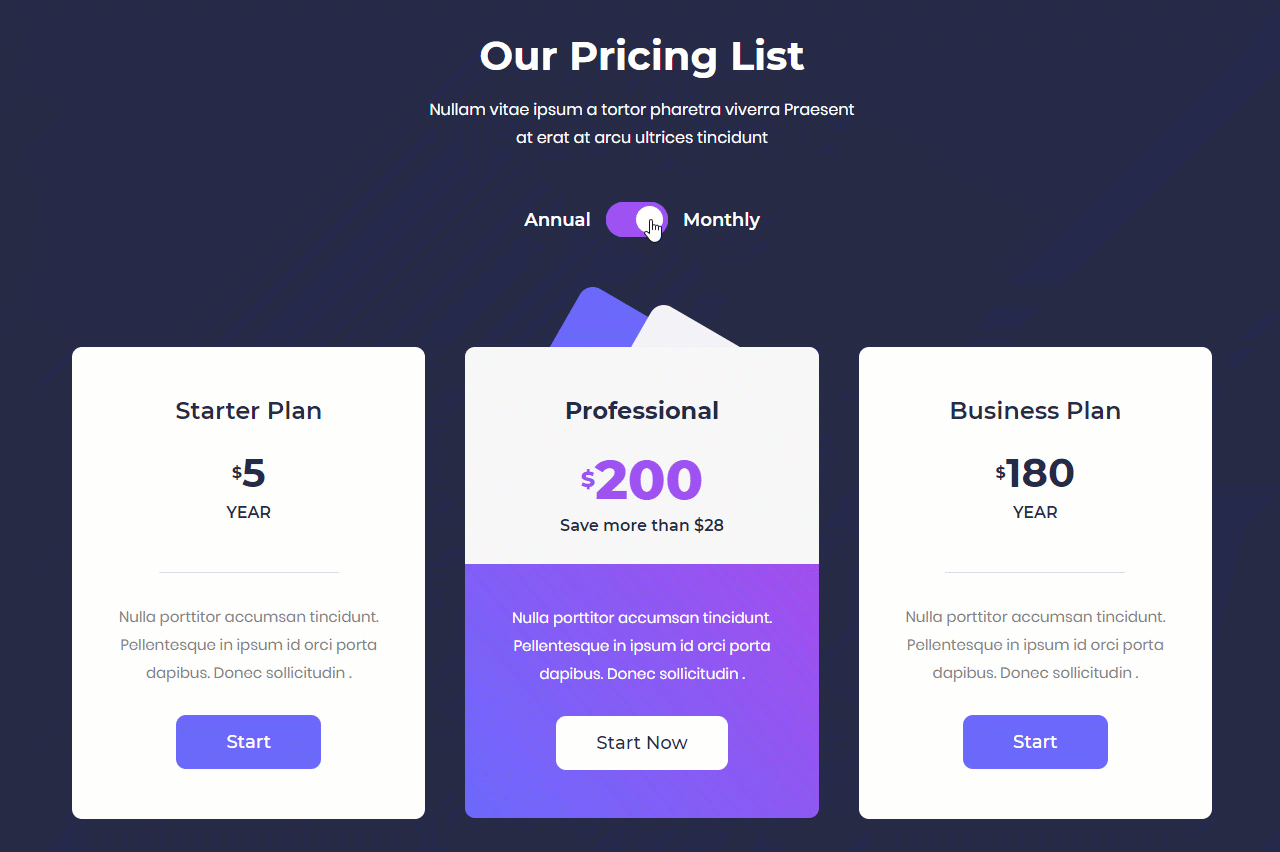 Our Pricing List
Nullam vitae ipsum a tortor pharetra viverra Praesent
at erat at arcu ultrices tincidunt
Annual Monthly
Starter Plan
$5
YEAR
Nulla porttitor accumsan tincidunt.
Pellentesque in ipsum id orci porta
dapibus. Donec sollicitudin .
Start
Professional
$200
Save more than $28
Nulla porttitor accumsan tincidunt.
Pellentesque in ipsum id orci porta
dapibus. Donec sollicitudin .
Start Now
Business Plan
$180
YEAR
Nulla porttitor accumsan tincidunt.
Pellentesque in ipsum id orci porta
dapibus. Donec sollicitudin .
Start